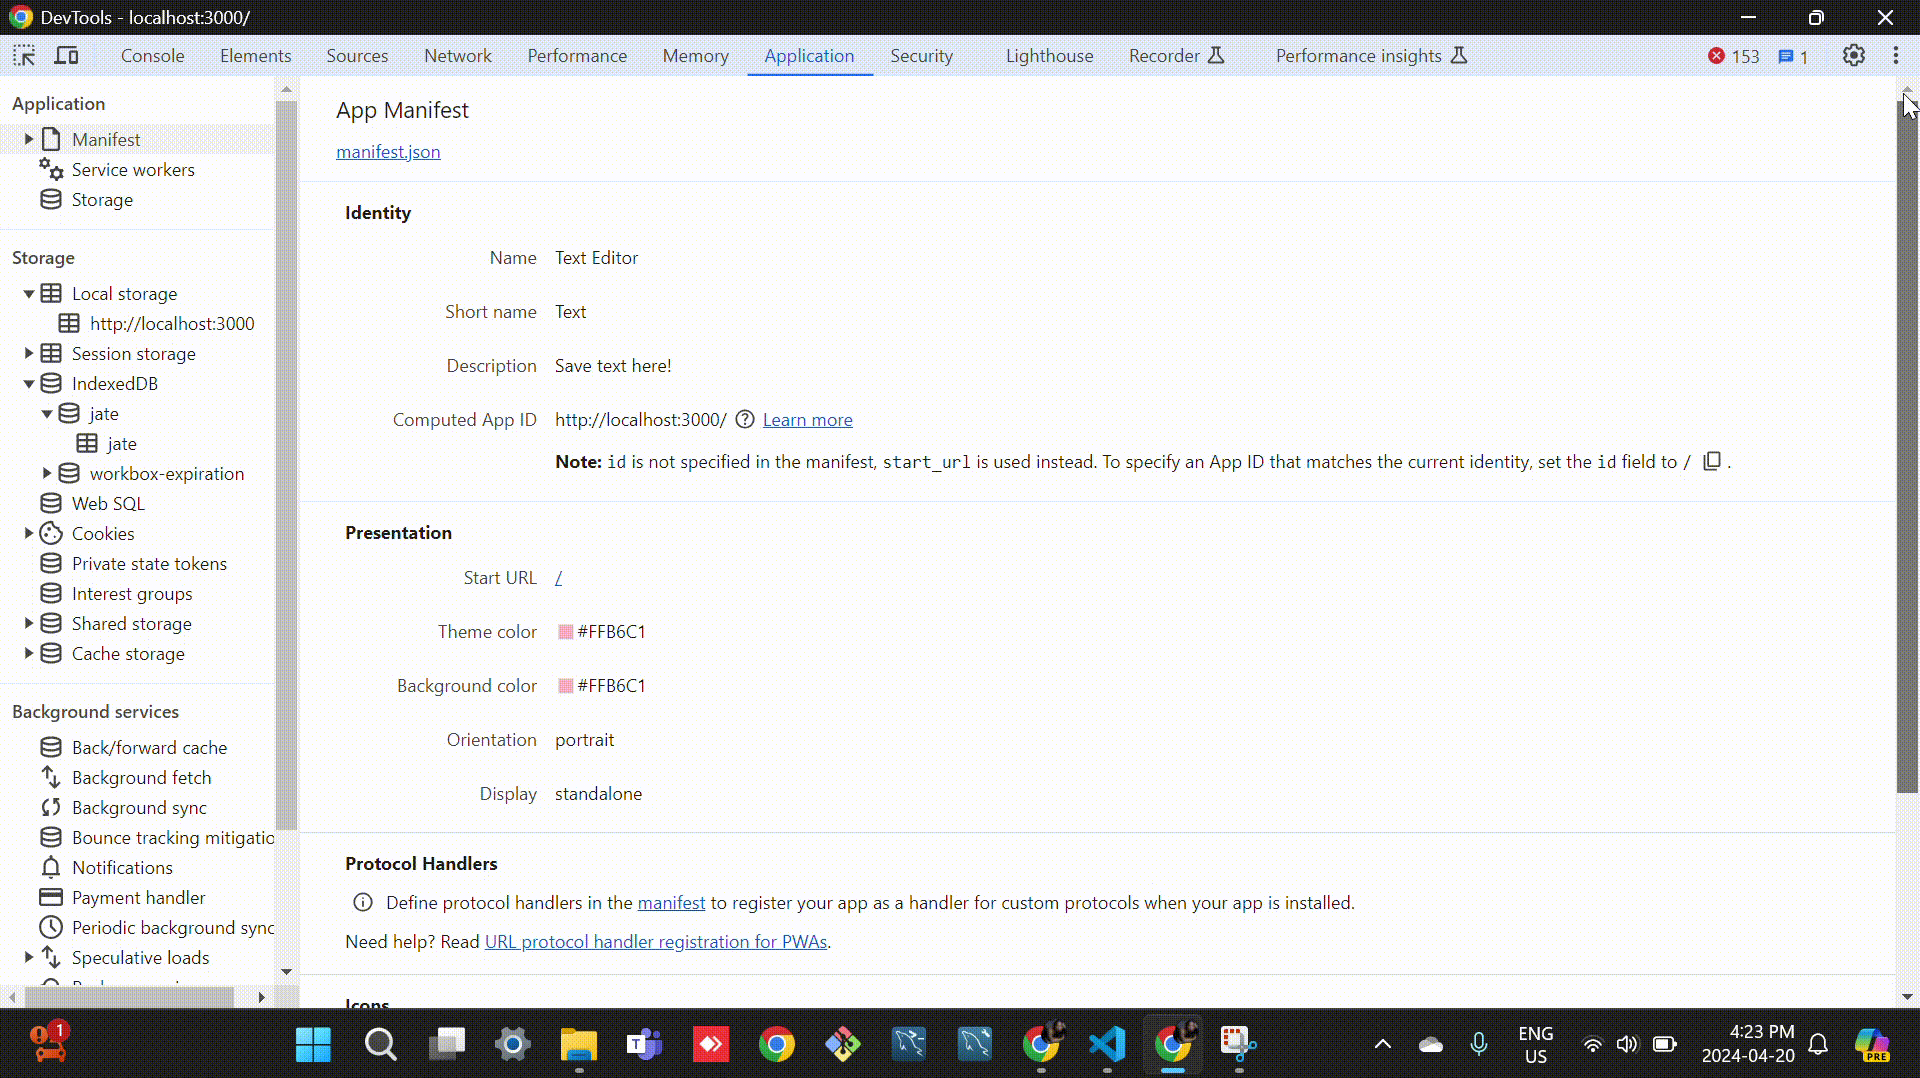 DevTools - localhost:3000/
Console Elements Sources Network Performance Memory Application Security Lighthouse Recorder Performance insights 153 1
Application
Manifest
Service workers
Storage
Storage
Local storage
http://localhost:3000
Session storage
IndexedDB
jate
jate
workbox-expiration
Web SQL
Cookies
Private state tokens
Interest groups
Shared storage
Cache storage
Background services
Back/forward cache
Background fetch
Background sync
Bounce tracking mitigatio
Notifications
Payment handler
Periodic background sync
Speculative loads
App Manifest
manifest.json
Identity
Name Text Editor
Short name Text
Description Save text here!
Computed App ID http://localhost:3000/ Learn more
Note: id is not specified in the manifest, start_url is used instead. To specify an App ID that matches the current identity, set the id field to / .
Presentation
Start URL /
Theme color #FFB6C1
Background color #FFB6C1
Orientation portrait
Display standalone
Protocol Handlers
Define protocol handlers in the manifest to register your app as a handler for custom protocols when your app is installed.
Need help? Read URL protocol handler registration for PWAs.
Icons
1
T
ENG
US
4:23 PM
2024-04-20
PRE